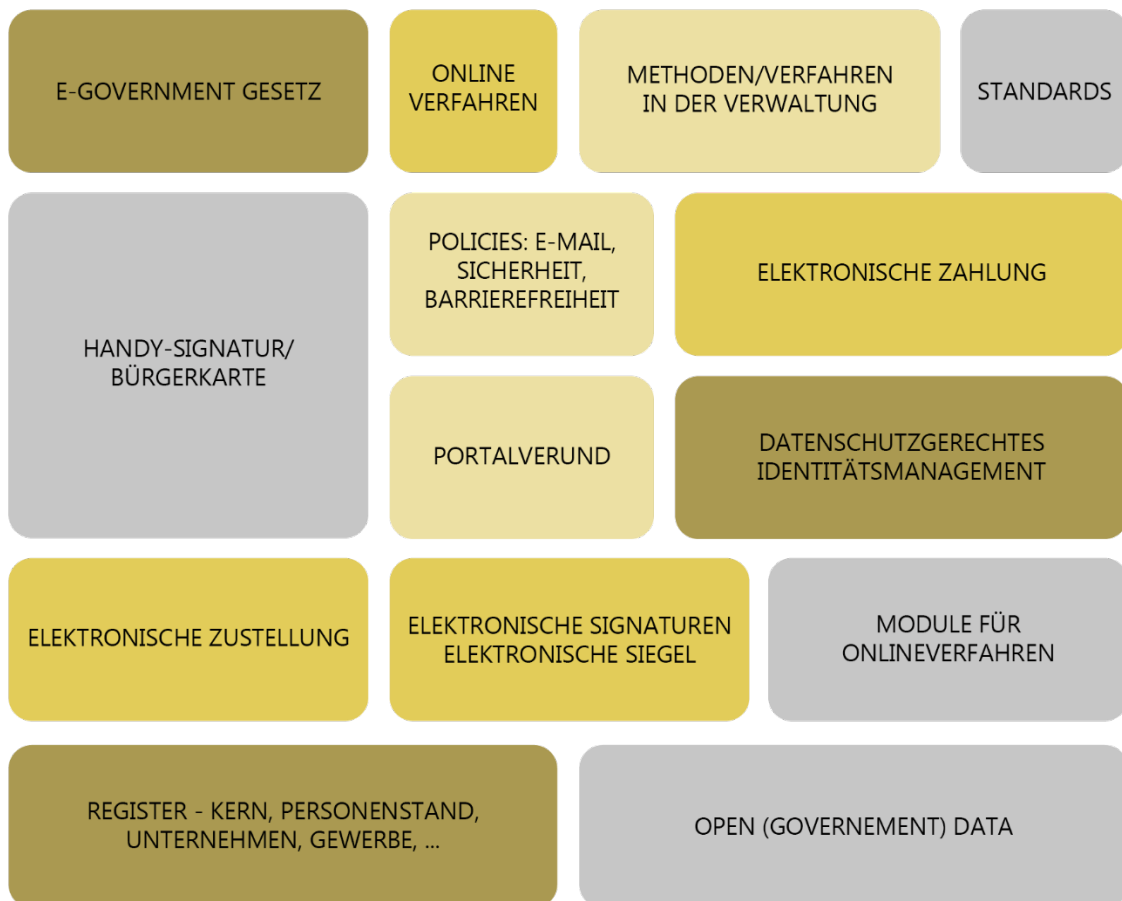 E-GOVERNMENT GESETZ
ONLINE
VERFAHREN
METHODEN/VERFAHREN
IN DER VERWALTUNG
STANDARDS
HANDY-SIGNATUR/
BÜRGERKARTE
POLICIES: E-MAIL,
SICHERHEIT,
BARRIEREFREIHEIT
ELEKTRONISCHE ZAHLUNG
PORTALVERUND
DATENSCHUTZGERECHTES
IDENTITÄTSMANAGEMENT
ELEKTRONISCHE ZUSTELLUNG
ELEKTRONISCHE SIGNATUREN
ELEKTRONISCHE SIEGEL
MODULE FÜR
ONLINEVERFAHREN
REGISTER - KERN, PERSONENSTAND,
UNTERNEHMEN, GEWERBE, ...
OPEN (GOVERNEMENT) DATA